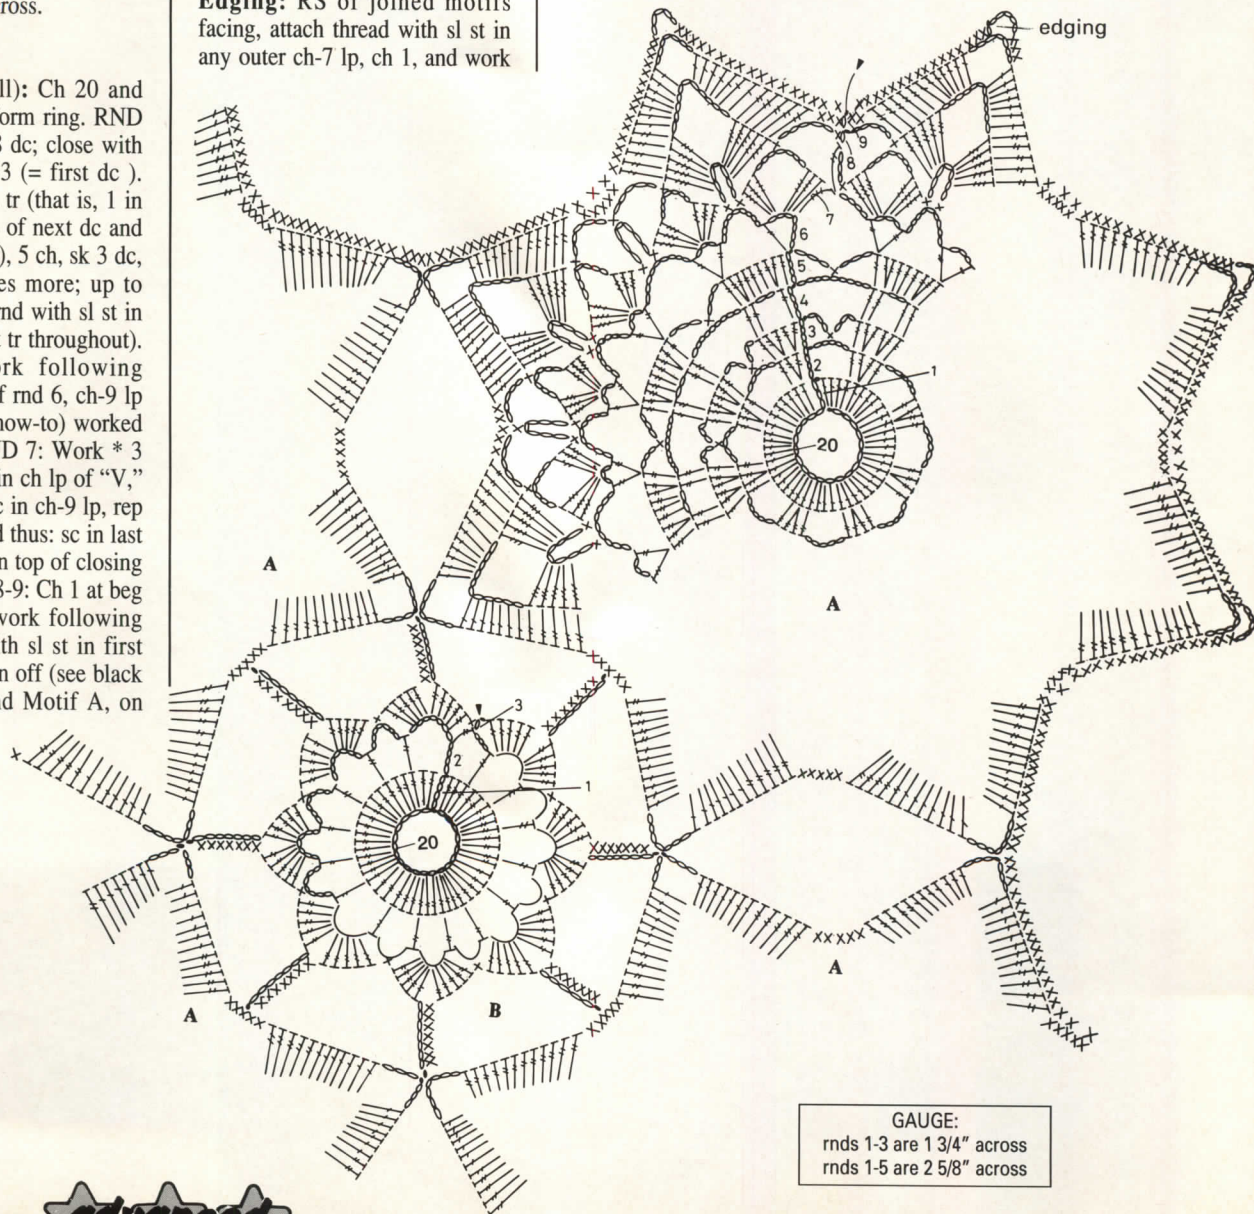 ross.
ll): Ch 20 and
orm ring. RND
dc; close with
3 (= first dc ).
tr (that is, 1 in
of next dc and
), 5 ch, sk 3 dc,
es more; up to
rnd with sl st in
tr throughout).
rk following
f rnd 6, ch-9 lp
now-to) worked
D 7: Work * 3
in ch lp of “V,”
c in ch-9 lp, rep
d thus: sc in last
n top of closing
8-9: Ch 1 at beg
work following
th sl st in first
n off (see black
d Motif A, on
Edging: RS of joined motifs
facing, attach thread with sl st in
any outer ch-7 lp, ch 1, and work
edging
9
8
7
6
5
4
3
2
1
20
A
A
3
2
1
20
A
B
A
GAUGE:
rnds 1-3 are 1 3/4" across
rnds 1-5 are 2 5/8" across
advanced